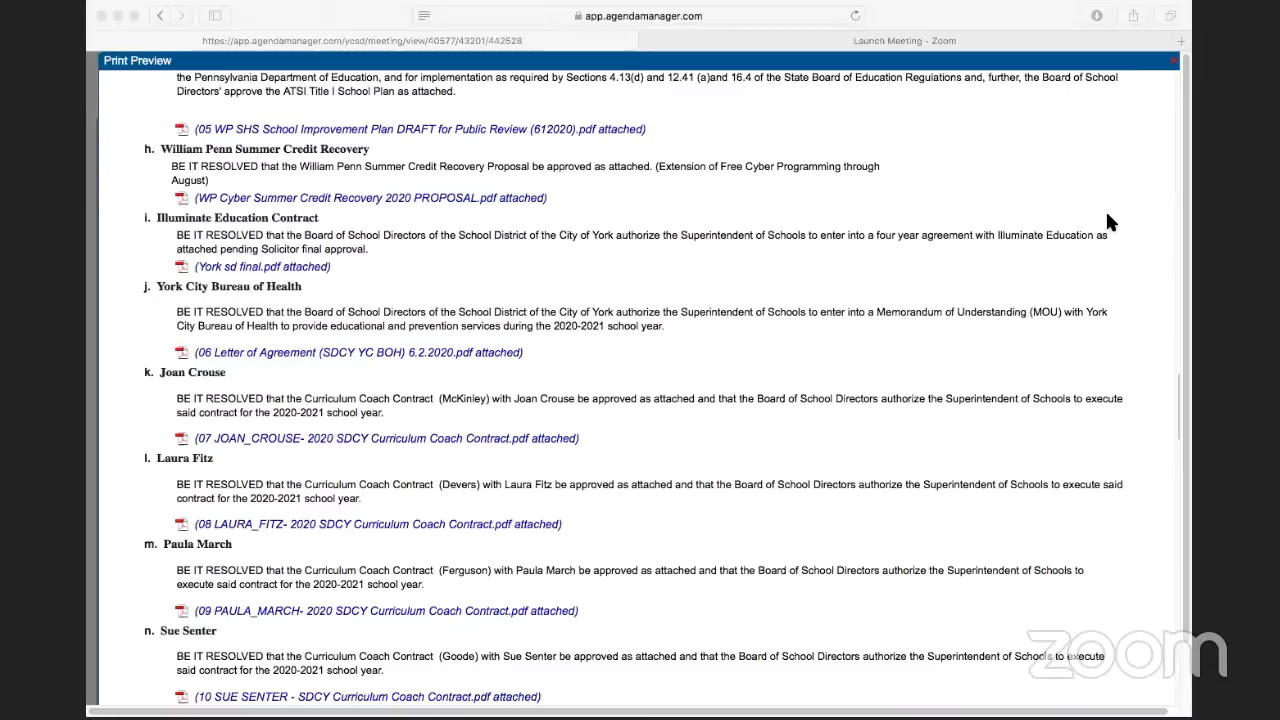 app.agendamanager.com
https://app.agendamanager.com/ycsd/meeting/view/40577/43201/442528
Launch Meeting - Zoom
Print Preview
the Pennsylvania Department of Education, and for implementation as required by Sections 4.13(d) and 12.41 (a)and 16.4 of the State Board of Education Regulations and, further, the Board of School
Directors' approve the ATSI Title I School Plan as attached.
(05 WP SHS School Improvement Plan DRAFT for Public Review (612020).pdf attached)
h. William Penn Summer Credit Recovery
BE IT RESOLVED that the William Penn Summer Credit Recovery Proposal be approved as attached. (Extension of Free Cyber Programming through
August)
(WP Cyber Summer Credit Recovery 2020 PROPOSAL.pdf attached)
i. Illuminate Education Contract
BE IT RESOLVED that the Board of School Directors of the School District of the City of York authorize the Superintendent of Schools to enter into a four year agreement with Illuminate Education as
attached pending Solicitor final approval.
(York sd final.pdf attached)
j. York City Bureau of Health
BE IT RESOLVED that the Board of School Directors of the School District of the City of York authorize the Superintendent of Schools to enter into a Memorandum of Understanding (MOU) with York
City Bureau of Health to provide educational and prevention services during the 2020-2021 school year.
(06 Letter of Agreement (SDCY YC BOH) 6.2.2020.pdf attached)
k. Joan Crouse
BE IT RESOLVED that the Curriculum Coach Contract (McKinley) with Joan Crouse be approved as attached and that the Board of School Directors authorize the Superintendent of Schools to execute
said contract for the 2020-2021 school year.
(07 JOAN_CROUSE- 2020 SDCY Curriculum Coach Contract.pdf attached)
l. Laura Fitz
BE IT RESOLVED that the Curriculum Coach Contract (Devers) with Laura Fitz be approved as attached and that the Board of School Directors authorize the Superintendent of Schools to execute said
contract for the 2020-2021 school year.
(08 LAURA_FITZ- 2020 SDCY Curriculum Coach Contract.pdf attached)
m. Paula March
BE IT RESOLVED that the Curriculum Coach Contract (Ferguson) with Paula March be approved as attached and that the Board of School Directors authorize the Superintendent of Schools to
execute said contract for the 2020-2021 school year.
(09 PAULA_MARCH- 2020 SDCY Curriculum Coach Contract.pdf attached)
n. Sue Senter
BE IT RESOLVED that the Curriculum Coach Contract (Goode) with Sue Senter be approved as attached and that the Board of School Directors authorize the Superintendent of Schools to execute
said contract for the 2020-2021 school year.
(10 SUE SENTER - SDCY Curriculum Coach Contract.pdf attached)
zoom